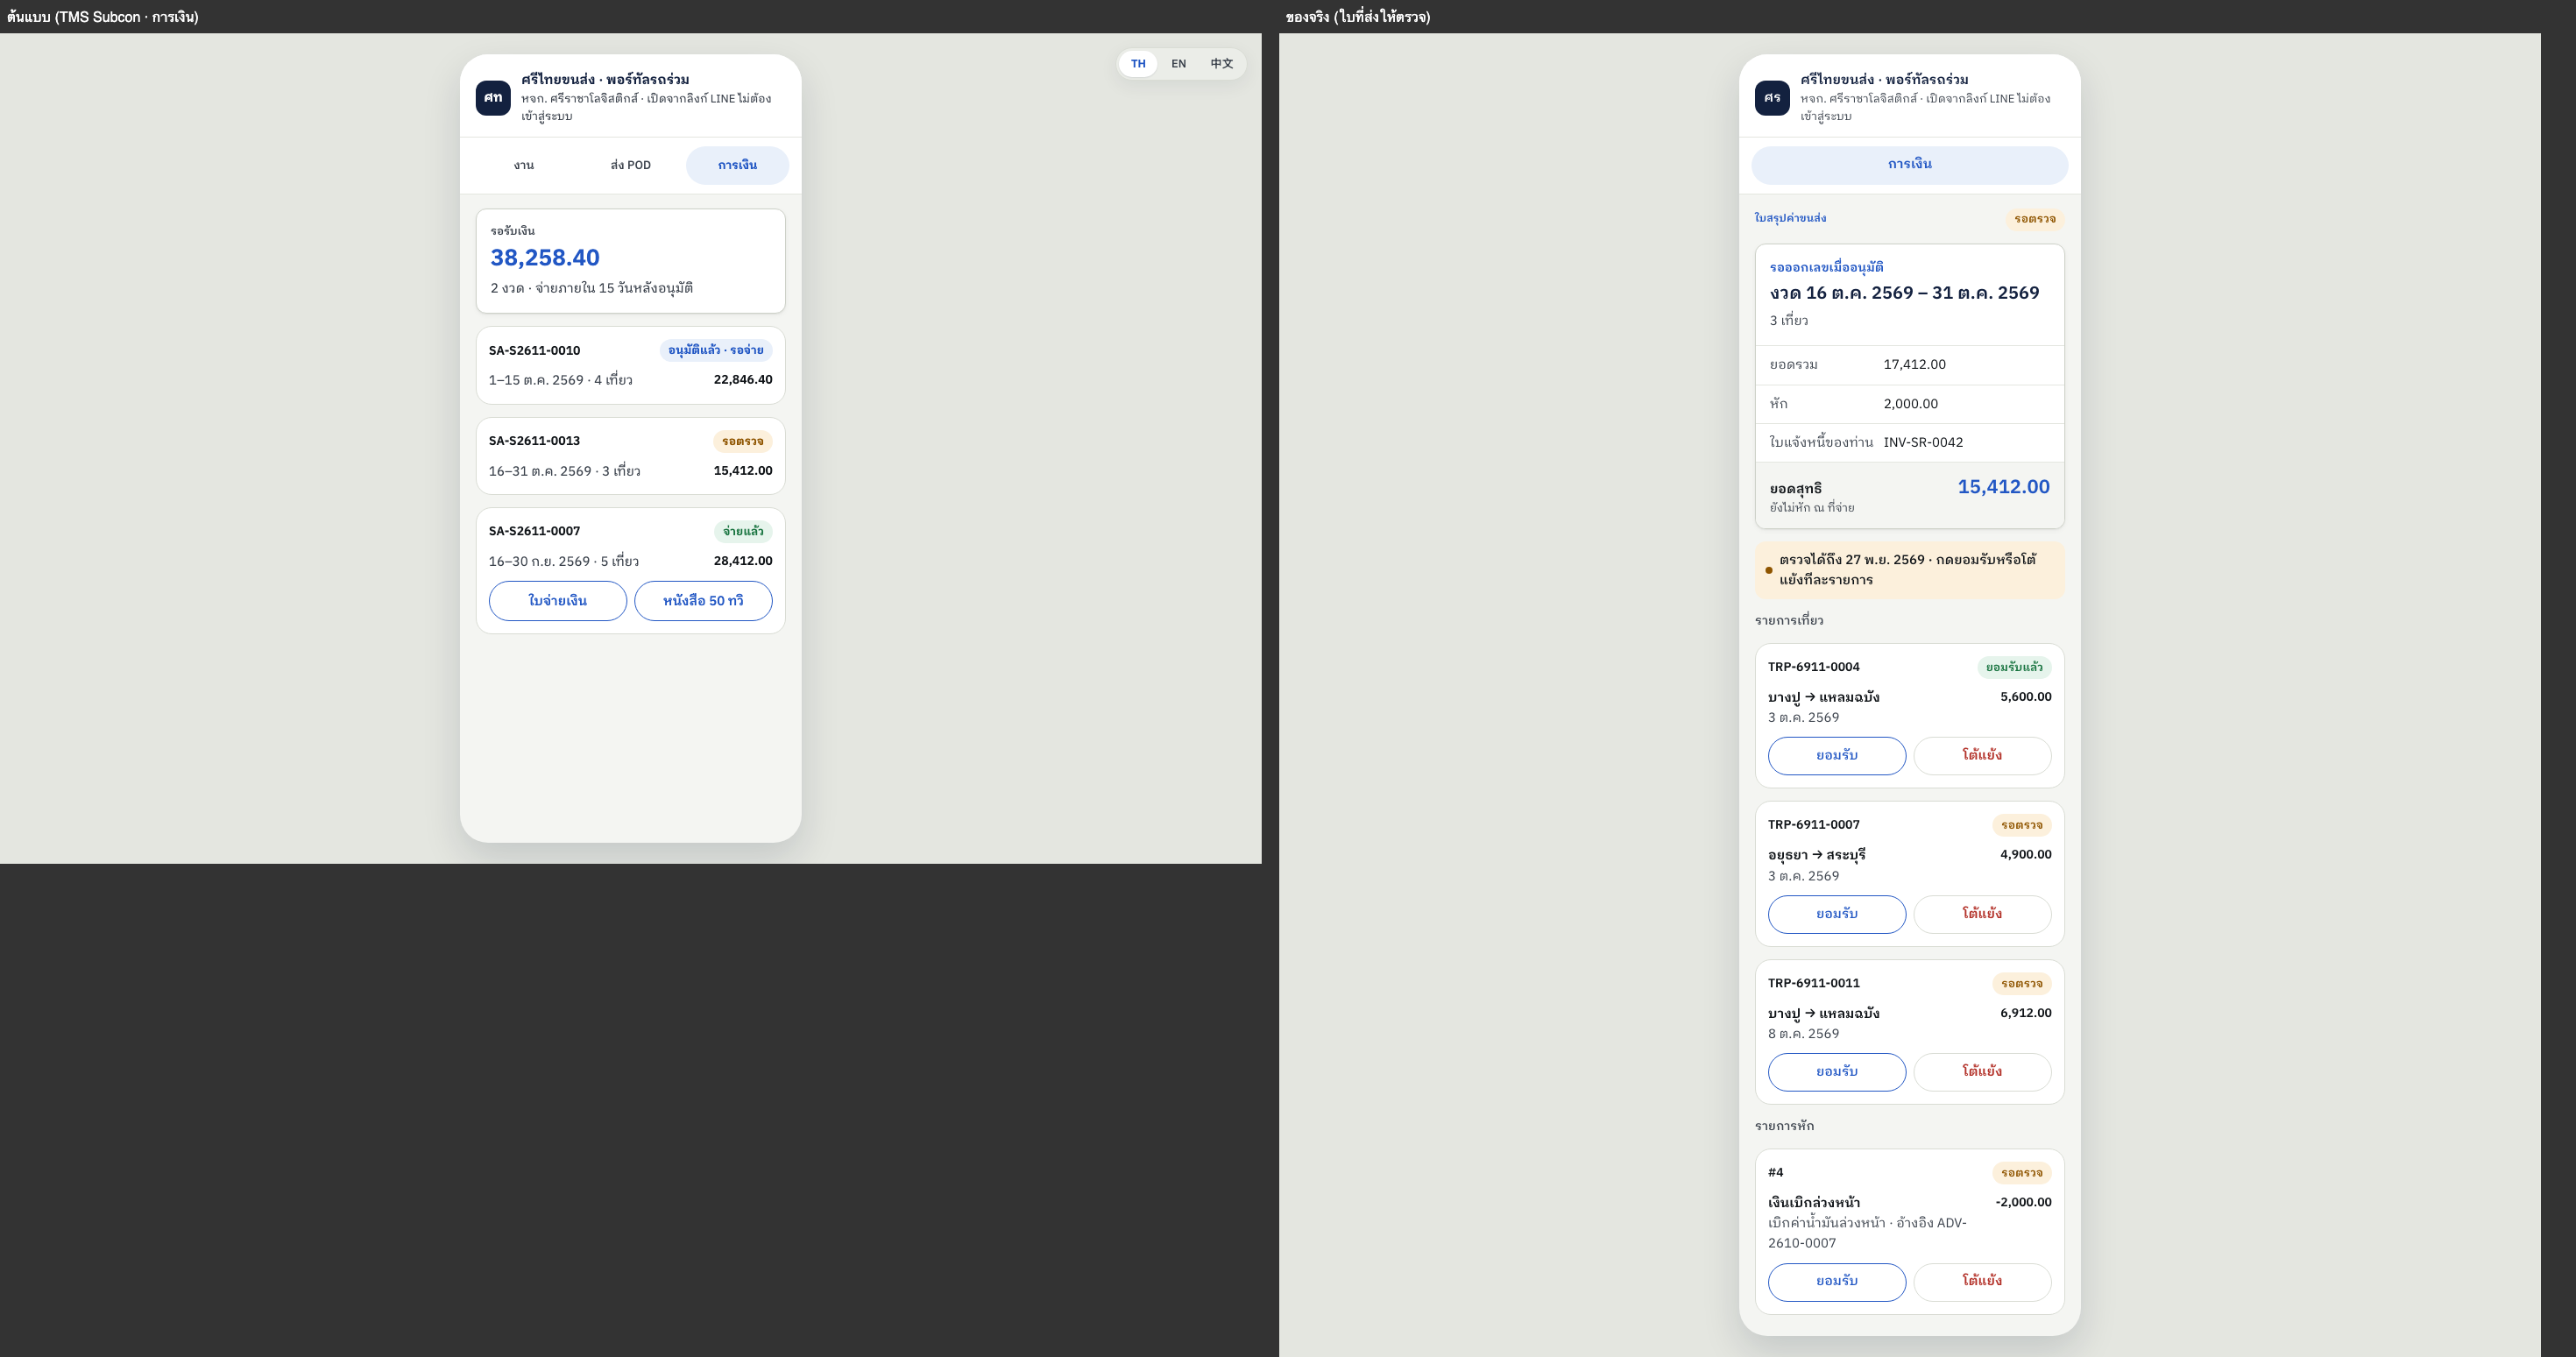 ต้นแบบ (TMS Subcon · การเงิน)
TH EN 中文
ศท
ศรีไทยขนส่ง · พอร์ทัลรถร่วม
หจก. ศรีราชาโลจิสติกส์ · เปิดจากลิงก์ LINE ไม่ต้อง
เข้าสู่ระบบ
งาน ส่ง POD การเงิน
รอรับเงิน
38,258.40
2 งวด · จ่ายภายใน 15 วันหลังอนุมัติ
SA-S2611-0010 อนุมัติแล้ว · รอจ่าย
1–15 ต.ค. 2569 · 4 เที่ยว 22,846.40
SA-S2611-0013 รอตรวจ
16–31 ต.ค. 2569 · 3 เที่ยว 15,412.00
SA-S2611-0007 จ่ายแล้ว
16–30 ก.ย. 2569 · 5 เที่ยว 28,412.00
ใบจ่ายเงิน หนังสือ 50 ทวิ
ของจริง (ใบที่ส่งให้ตรวจ)
ศร
ศรีไทยขนส่ง · พอร์ทัลรถร่วม
หจก. ศรีราชาโลจิสติกส์ · เปิดจากลิงก์ LINE ไม่ต้อง
เข้าสู่ระบบ
การเงิน
ใบสรุปค่าขนส่ง รอตรวจ
รอออกเลขเมื่ออนุมัติ
งวด 16 ต.ค. 2569 – 31 ต.ค. 2569
3 เที่ยว
ยอดรวม 17,412.00
หัก 2,000.00
ใบแจ้งหนี้ของท่าน INV-SR-0042
ยอดสุทธิ 15,412.00
ยังไม่หัก ณ ที่จ่าย
ตรวจได้ถึง 27 พ.ย. 2569 · กดยอมรับหรือโต้
แย้งทีละรายการ
รายการเที่ยว
TRP-6911-0004 ยอมรับแล้ว
บางปู → แหลมฉบัง 5,600.00
3 ต.ค. 2569
ยอมรับ โต้แย้ง
TRP-6911-0007 รอตรวจ
อยุธยา → สระบุรี 4,900.00
3 ต.ค. 2569
ยอมรับ โต้แย้ง
TRP-6911-0011 รอตรวจ
บางปู → แหลมฉบัง 6,912.00
8 ต.ค. 2569
ยอมรับ โต้แย้ง
รายการหัก
#4 รอตรวจ
เงินเบิกล่วงหน้า -2,000.00
เบิกค่าน้ำมันล่วงหน้า · อ้างอิง ADV-
2610-0007
ยอมรับ โต้แย้ง